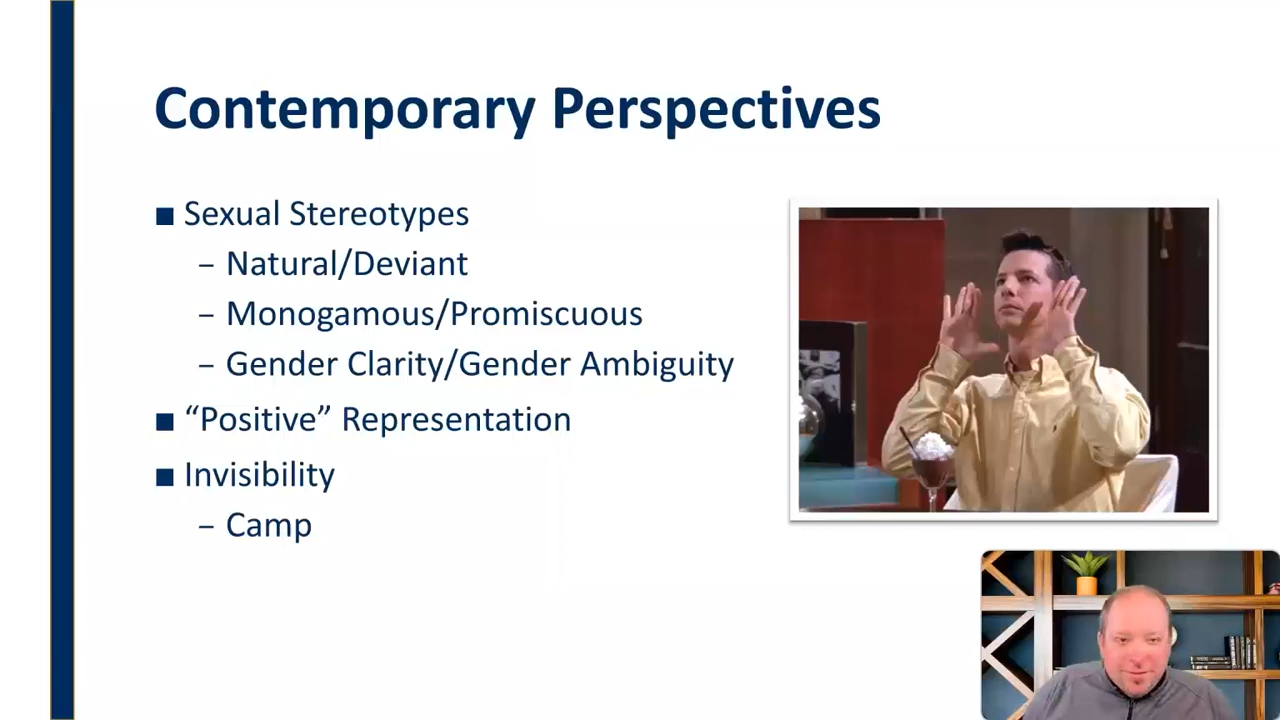 Contemporary Perspectives
■ Sexual Stereotypes
– Natural/Deviant
– Monogamous/Promiscuous
– Gender Clarity/Gender Ambiguity
■ “Positive” Representation
■ Invisibility
– Camp